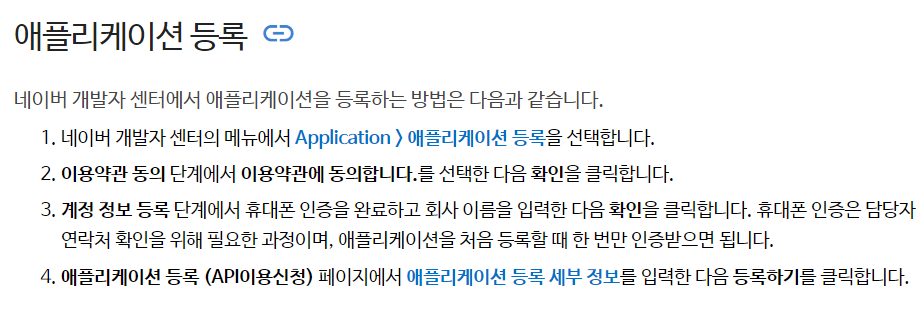 애플리케이션 등록
네이버 개발자 센터에서 애플리케이션을 등록하는 방법은 다음과 같습니다.
1. 네이버 개발자 센터의 메뉴에서 Application > 애플리케이션 등록을 선택합니다.
2. 이용약관 동의 단계에서 이용약관에 동의합니다.를 선택한 다음 확인을 클릭합니다.
3. 계정 정보 등록 단계에서 휴대폰 인증을 완료하고 회사 이름을 입력한 다음 확인을 클릭합니다. 휴대폰 인증은 담당자
연락처 확인을 위해 필요한 과정이며, 애플리케이션을 처음 등록할 때 한 번만 인증받으면 됩니다.
4. 애플리케이션 등록 (API이용신청) 페이지에서 애플리케이션 등록 세부 정보를 입력한 다음 등록하기를 클릭합니다.